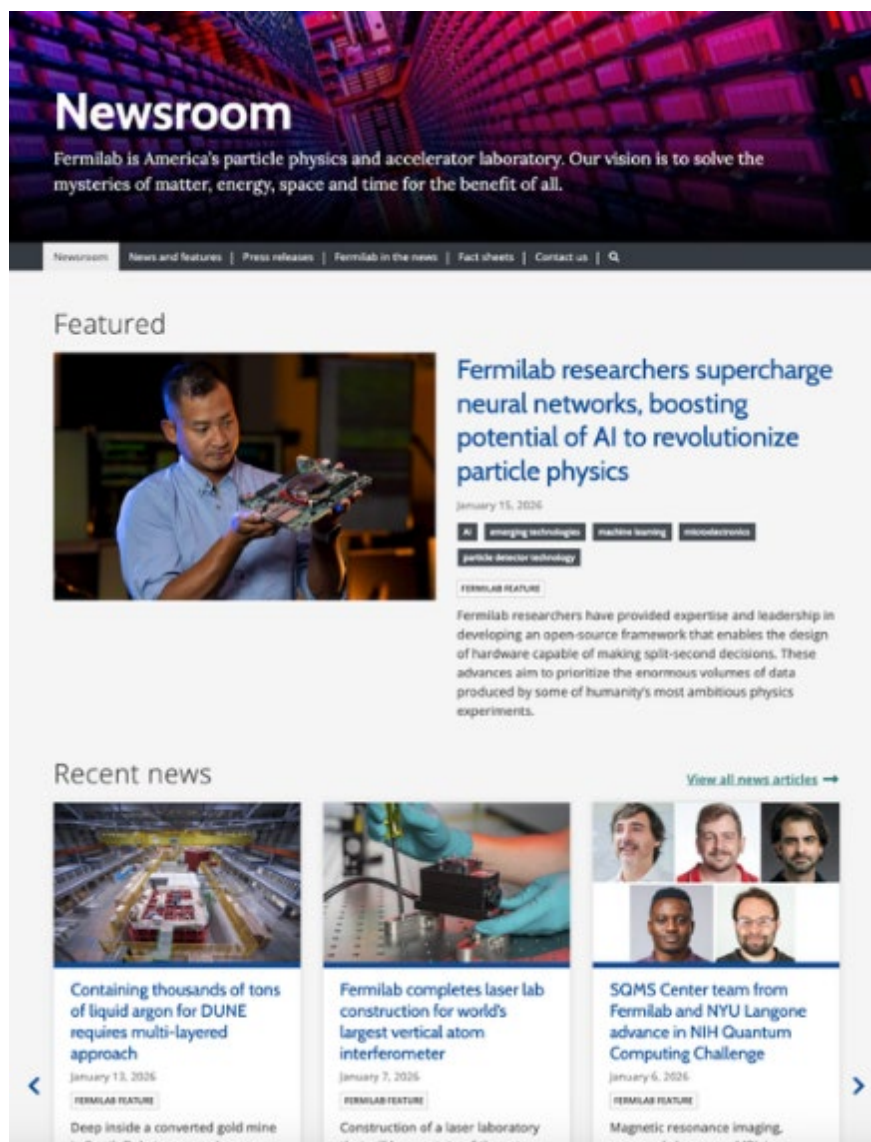 Newsroom
Fermilab is America's particle physics and accelerator laboratory. Our vision is to solve the
mysteries of matter, energy, space and time for the benefit of all.
Newsroom | News and features | Press releases | Fermilab in the news | Fact sheets | Contact us |
Featured
Fermilab researchers supercharge
neural networks, boosting
potential of AI to revolutionize
particle physics
January 15, 2026
AI emerging technologies machine learning microelectronics
particle detector technology
FERMILAB FEATURE
Fermilab researchers have provided expertise and leadership in
developing an open-source framework that enables the design
of hardware capable of making split-second decisions. These
advances aim to prioritize the enormous volumes of data
produced by some of humanity's most ambitious physics
experiments.
Recent news
View all news articles →
Containing thousands of tons
of liquid argon for DUNE
requires multi-layered
approach
January 13, 2026
FERMILAB FEATURE
Deep inside a converted gold mine
Fermilab completes laser lab
construction for world's
largest vertical atom
interferometer
January 7, 2026
FERMILAB FEATURE
Construction of a laser laboratory
SQMS Center team from
Fermilab and NYU Langone
advance in NIH Quantum
Computing Challenge
January 6, 2026
FERMILAB FEATURE
Magnetic resonance imaging,